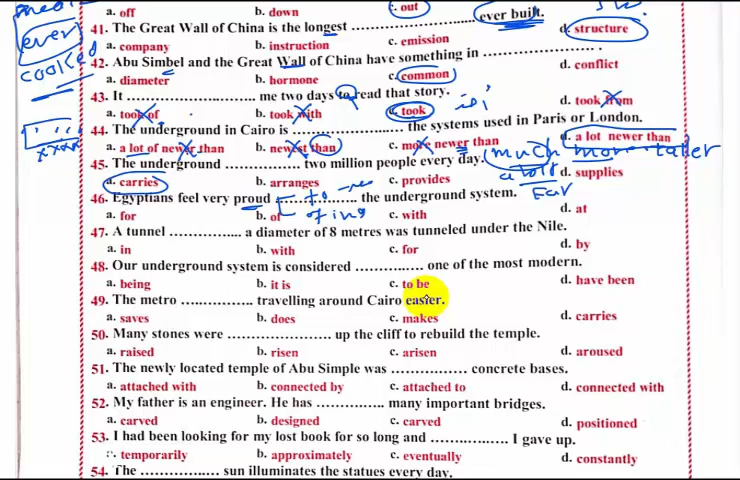 a. off b. down c. out
41. The Great Wall of China is the longest .................... ever built.
a. company b. instruction c. emission d. structure
42. Abu Simbel and the Great Wall of China have something in ....................
a. diameter b. hormone c. common d. conflict
43. It .................... me two days to read that story.
a. took of b. took with c. took d. took from
44. The underground in Cairo is .................... the systems used in Paris or London.
a. a lot of newer than b. newest than c. more newer than d. a lot newer than
45. The underground .................... two million people every day.
a. carries b. arranges c. provides d. supplies
46. Egyptians feel very proud .................... the underground system.
a. for b. of c. with d. at
47. A tunnel .................... a diameter of 8 metres was tunneled under the Nile.
a. in b. with c. for d. by
48. Our underground system is considered .................... one of the most modern.
a. being b. it is c. to be d. have been
49. The metro .................... travelling around Cairo easier.
a. saves b. does c. makes d. carries
50. Many stones were .................... up the cliff to rebuild the temple.
a. raised b. risen c. arisen d. aroused
51. The newly located temple of Abu Simple was .................... concrete bases.
a. attached with b. connected by c. attached to d. connected with
52. My father is an engineer. He has .................... many important bridges.
a. carved b. designed c. carved d. positioned
53. I had been looking for my lost book for so long and .................... I gave up.
temporarily b. approximately c. eventually d. constantly
54. The .................... sun illuminates the statues every day.
ever
cooked
much more taller
a lot
Far
of ing